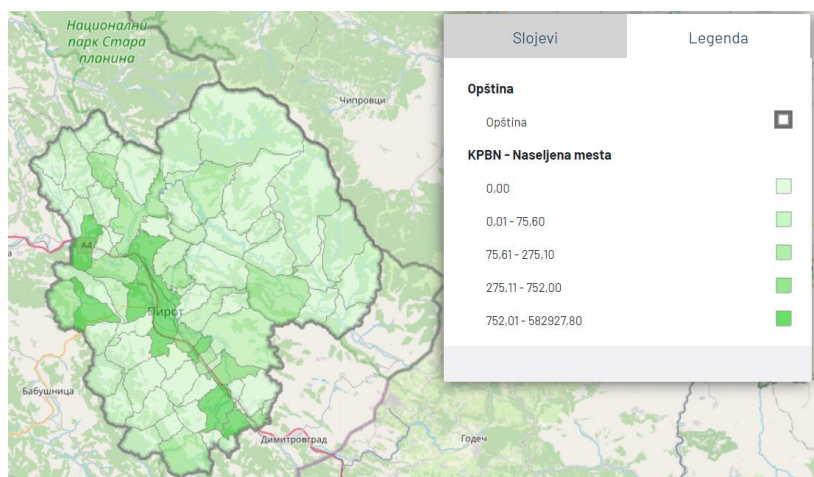 Национални
парк Стара
планина
Чипровци
A4
Пирот
Бабушница
Димитровград
Годеч
Slojevi
Legenda
Opština
Opština
KPBN - Naseljena mesta
0,00
0,01 - 75,60
75,61 - 275,10
275,11 - 752,00
752,01 - 582927,80